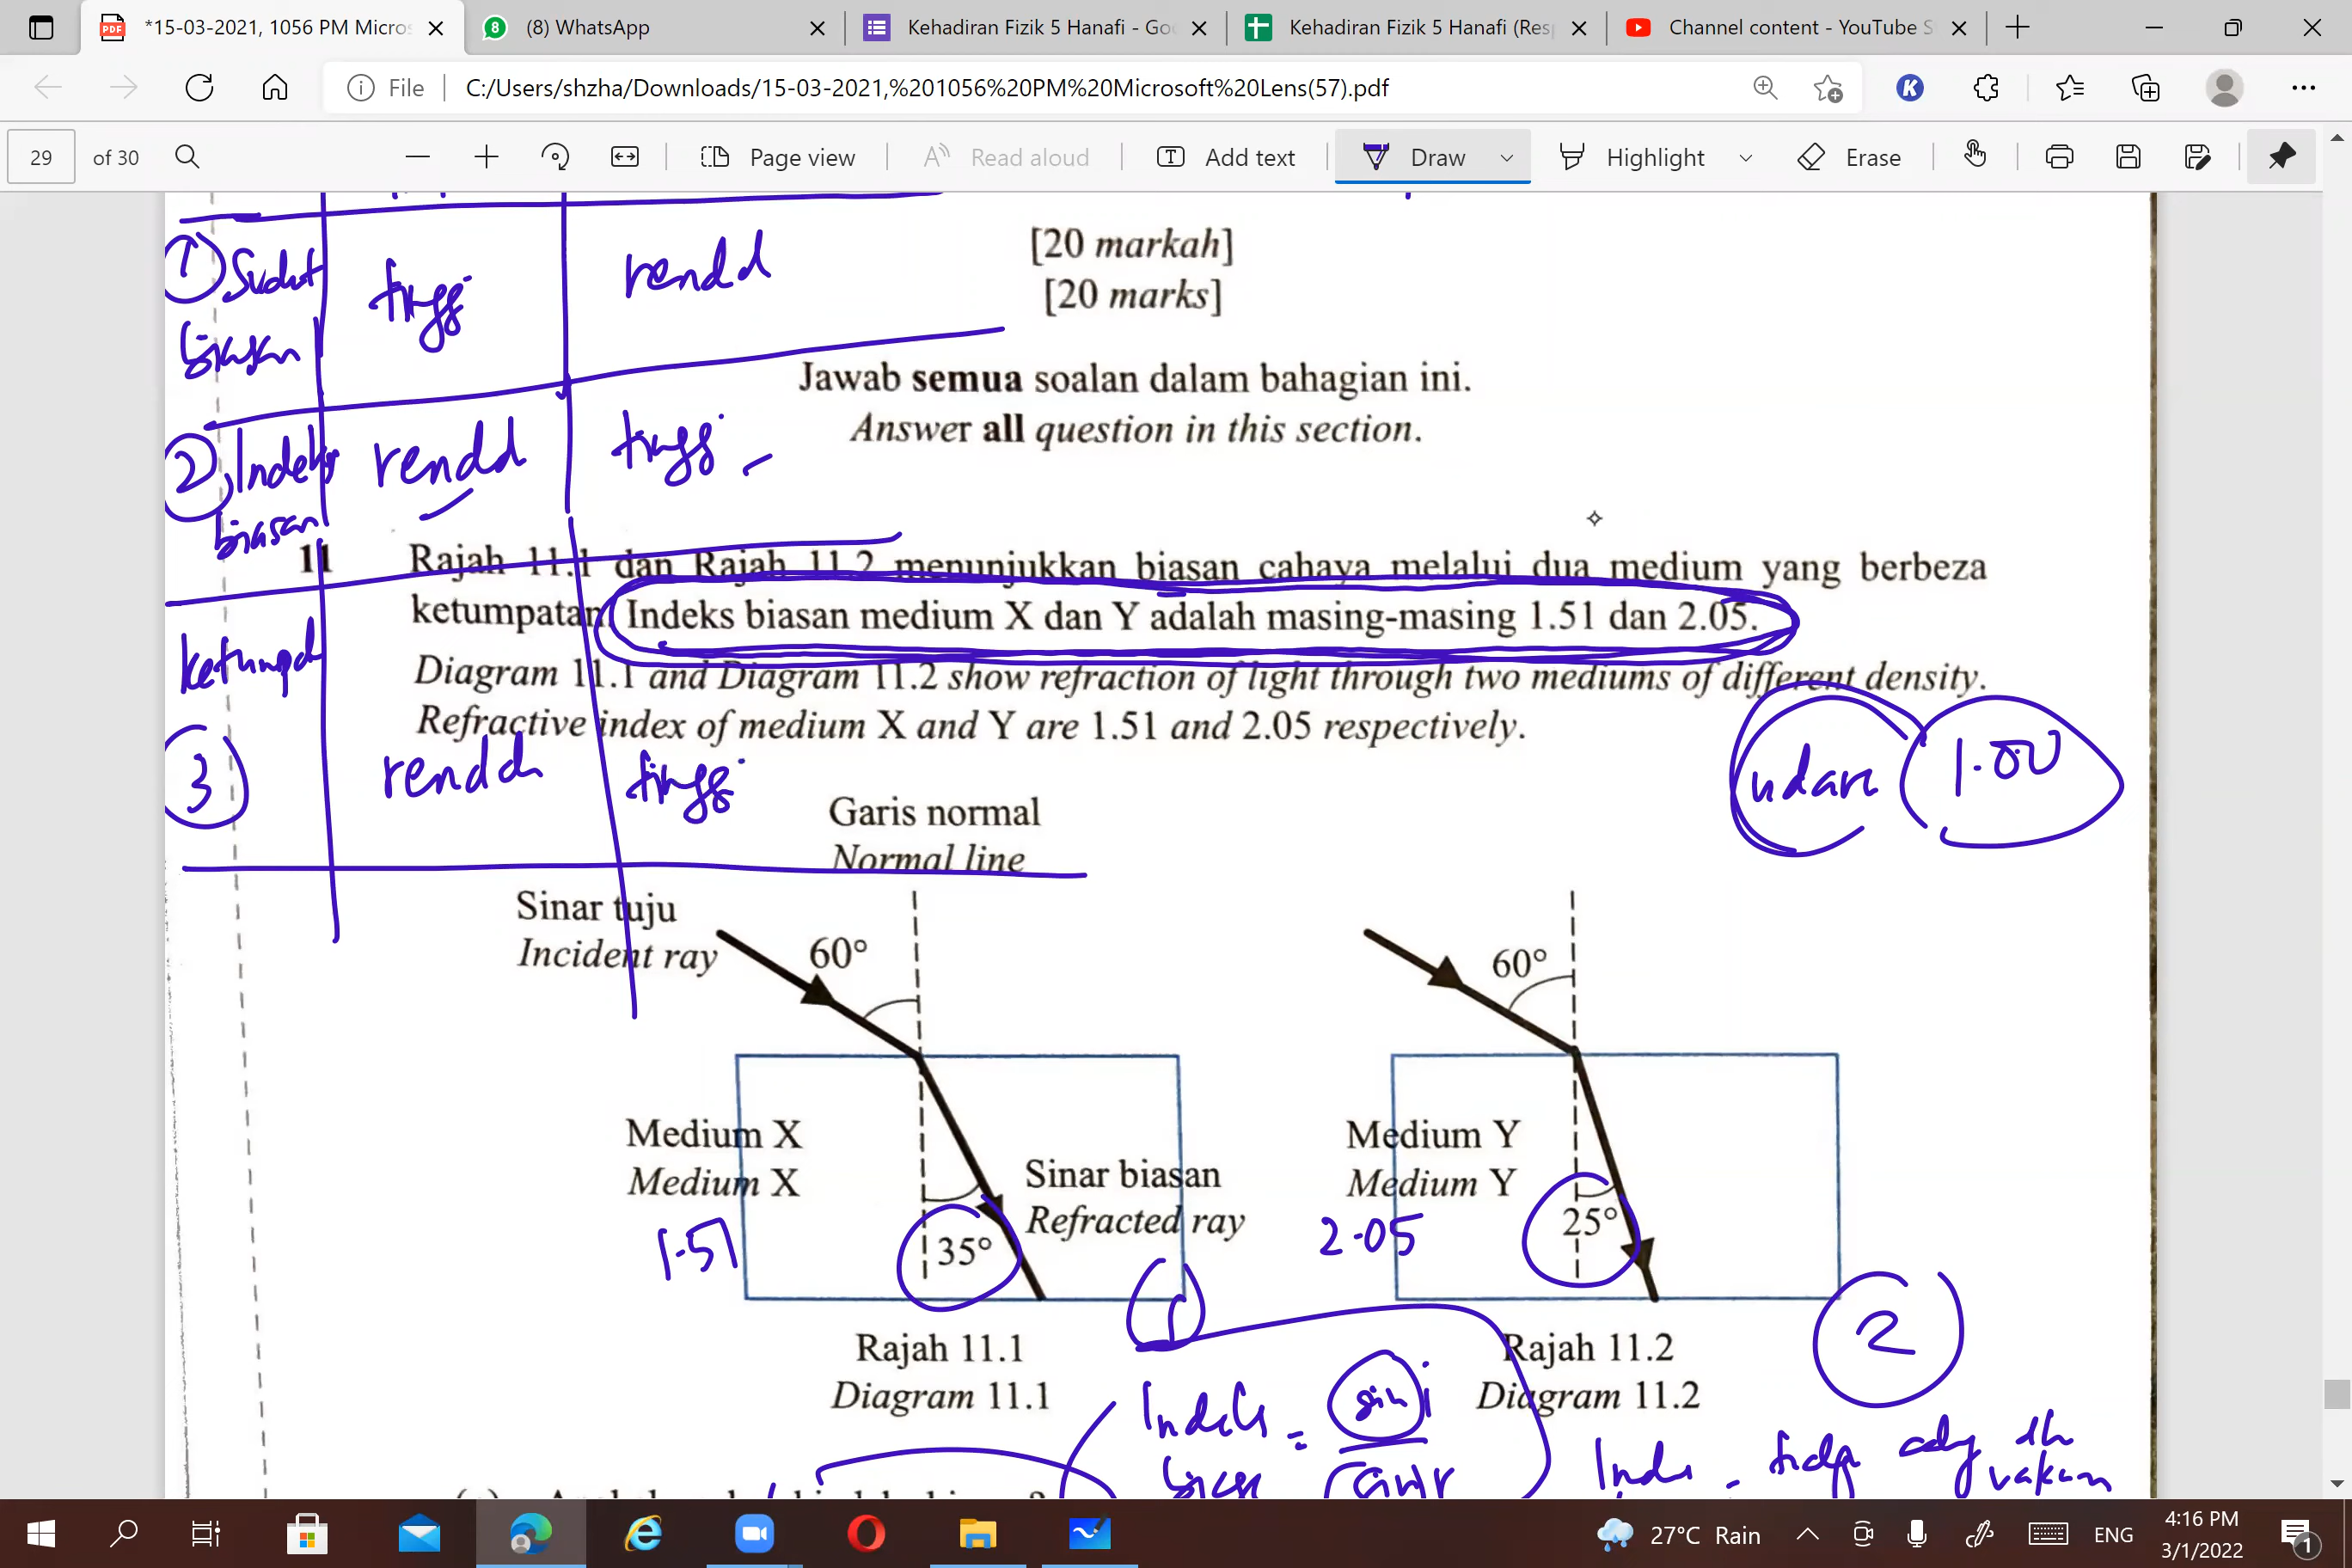 *15-03-2021, 1056 PM Micros
(8) WhatsApp
Kehadiran Fizik 5 Hanafi - Goo
Kehadiran Fizik 5 Hanafi (Resp
Channel content - YouTube S
File
C:/Users/shzha/Downloads/15-03-2021,%201056%20PM%20Microsoft%20Lens(57).pdf
29 of 30
Page view
Read aloud
Add text
Draw
Highlight
Erase
[20 markah]
[20 marks]
1 Sudut biasan
tinggi
rendah
Jawab semua soalan dalam bahagian ini.
Answer all question in this section.
2 Indeks biasan
rendah
tinggi
11 Rajah 11.1 dan Rajah 11.2 menunjukkan biasan cahaya melalui dua medium yang berbeza
ketumpatan. Indeks biasan medium X dan Y adalah masing-masing 1.51 dan 2.05.
Diagram 11.1 and Diagram 11.2 show refraction of light through two mediums of different density.
Refractive index of medium X and Y are 1.51 and 2.05 respectively.
3
rendah
tinggi
udara 1.00
Garis normal
Normal line
Sinar tuju
Incident ray
60°
60°
Medium X
Medium X
1.51
35°
Sinar biasan
Refracted ray
Medium Y
Medium Y
2.05
25°
1
2
Rajah 11.1
Diagram 11.1
Rajah 11.2
Diagram 11.2
Indeks = sin i
sin r
27°C Rain
ENG
4:16 PM
3/1/2022
1